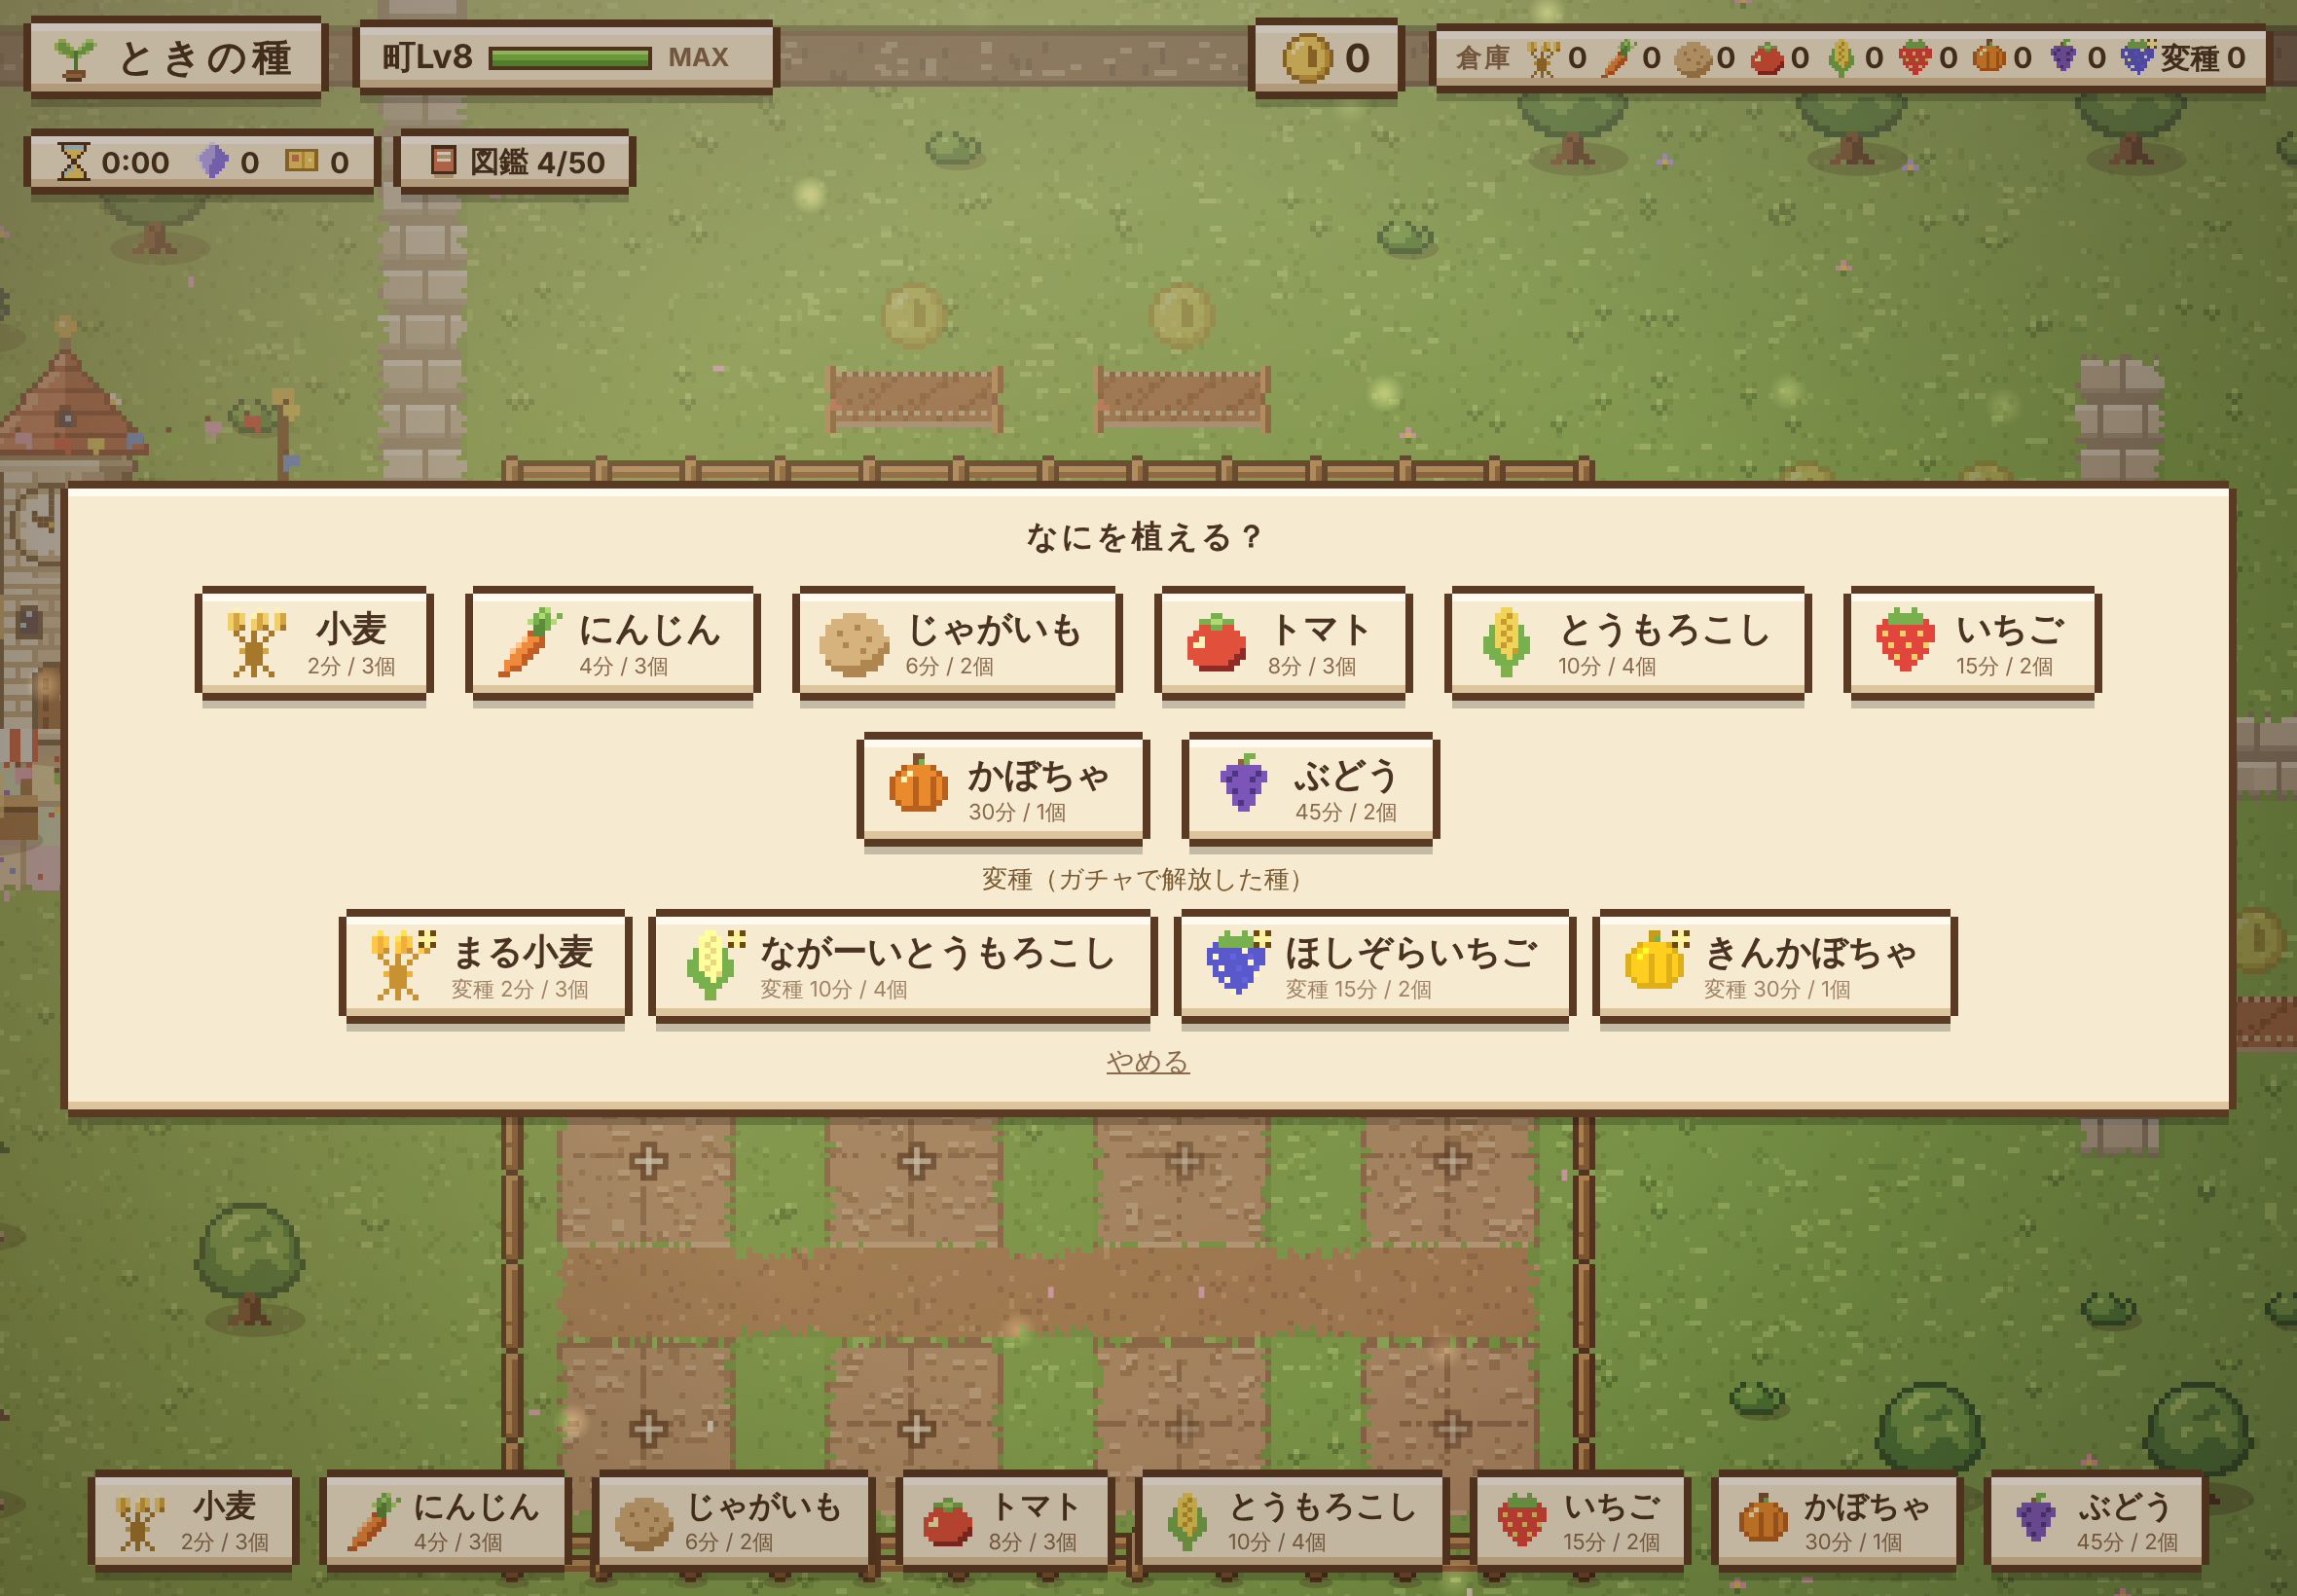 ときの種
町Lv8 MAX
0
倉庫 0 0 0 0 0 0 0 0 変種 0
0:00 0 0
図鑑 4/50
なにを植える？
小麦
2分 / 3個
にんじん
4分 / 3個
じゃがいも
6分 / 2個
トマト
8分 / 3個
とうもろこし
10分 / 4個
いちご
15分 / 2個
かぼちゃ
30分 / 1個
ぶどう
45分 / 2個
変種（ガチャで解放した種）
まる小麦
変種 2分 / 3個
ながーいとうもろこし
変種 10分 / 4個
ほしぞらいちご
変種 15分 / 2個
きんかぼちゃ
変種 30分 / 1個
やめる
小麦
2分 / 3個
にんじん
4分 / 3個
じゃがいも
6分 / 2個
トマト
8分 / 3個
とうもろこし
10分 / 4個
いちご
15分 / 2個
かぼちゃ
30分 / 1個
ぶどう
45分 / 2個